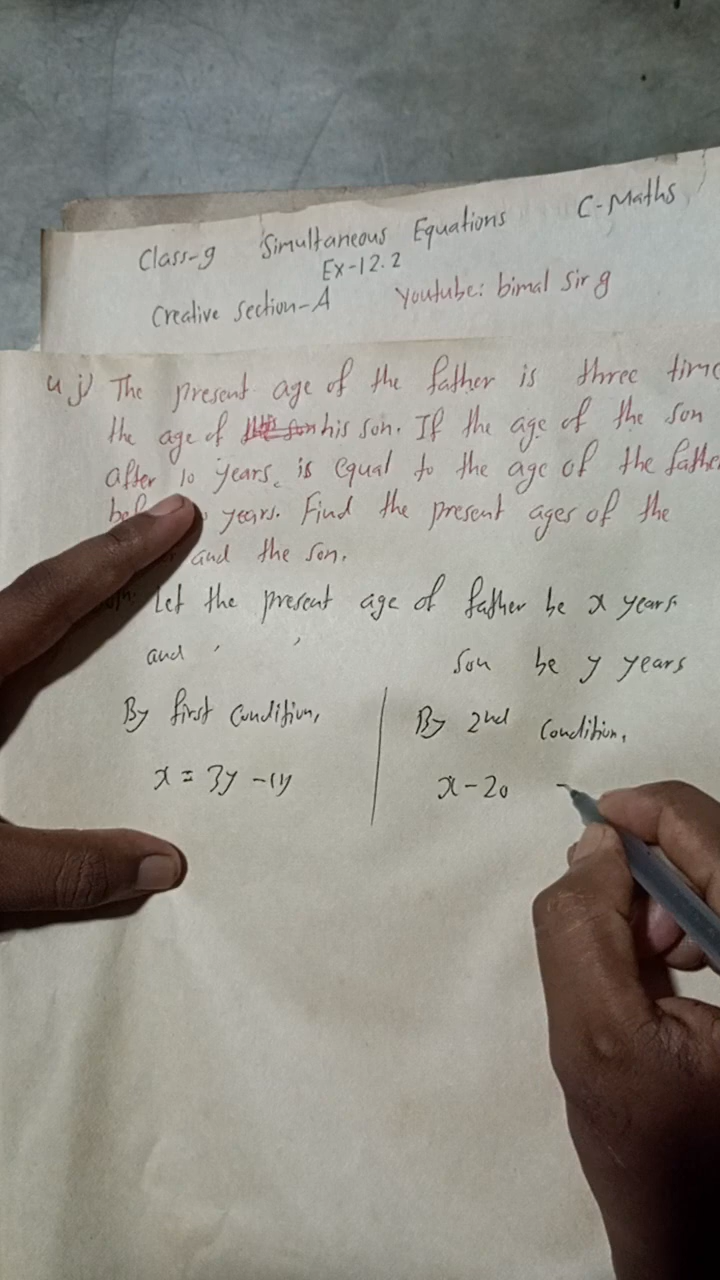 Class-9 Simultaneous Equations C-Maths
Ex-12.2
Creative section-A Youtube: bimal sir g
4 j) The present age of the father is three
the age of his son. If the age of the son
after 10 years, is equal to the age of the
years. Find the present ages of the
and the son.
Let the present age of father be x years
and ' ' son be y years
By first Condition, By 2nd Condition,
x = 3y -(i) x-20